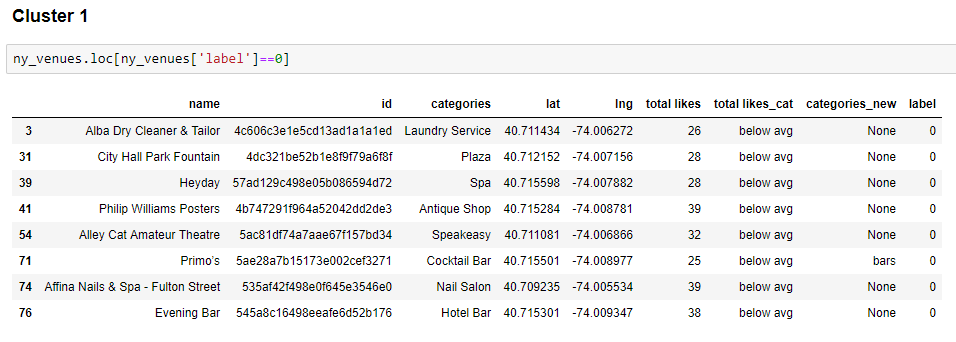 Cluster 1
ny_venues.loc[ny_venues['label']==0]
name id categories lat lng total likes total likes_cat categories_new label
3 Alba Dry Cleaner & Tailor 4c606c3e1e5cd13ad1a1a1ed Laundry Service 40.711434 -74.006272 26 below avg None 0
31 City Hall Park Fountain 4dc321be52b1e8f9f79a6f8f Plaza 40.712152 -74.007156 28 below avg None 0
39 Heyday 57ad129c498e05b086594d72 Spa 40.715598 -74.007882 28 below avg None 0
41 Philip Williams Posters 4b747291f964a52042dd2de3 Antique Shop 40.715284 -74.008781 39 below avg None 0
54 Alley Cat Amateur Theatre 5ac81df74a7aae67f157bd34 Speakeasy 40.711081 -74.006866 32 below avg None 0
71 Primo's 5ae28a7b15173e002cef3271 Cocktail Bar 40.715501 -74.008977 25 below avg bars 0
74 Affina Nails & Spa - Fulton Street 535af42f498e0f645e3546e0 Nail Salon 40.709235 -74.005534 39 below avg None 0
76 Evening Bar 545a8c16498eeafe6d52b176 Hotel Bar 40.715301 -74.009347 38 below avg None 0